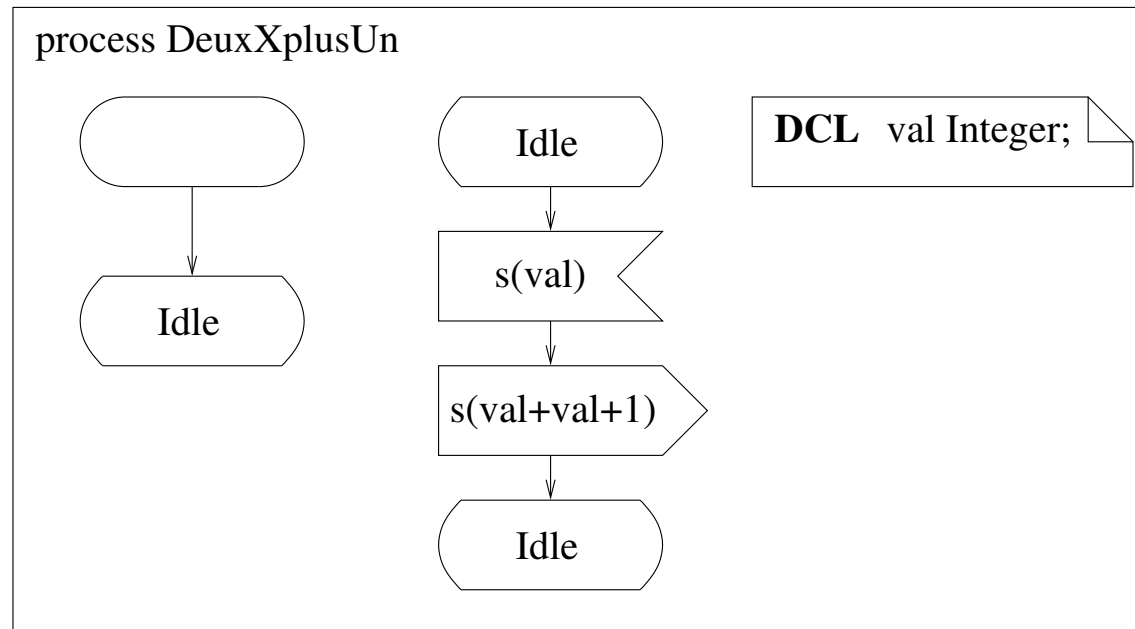 process DeuxXplusUn
Idle
Idle
s(val)
s(val+val+1)
Idle
DCL val Integer;